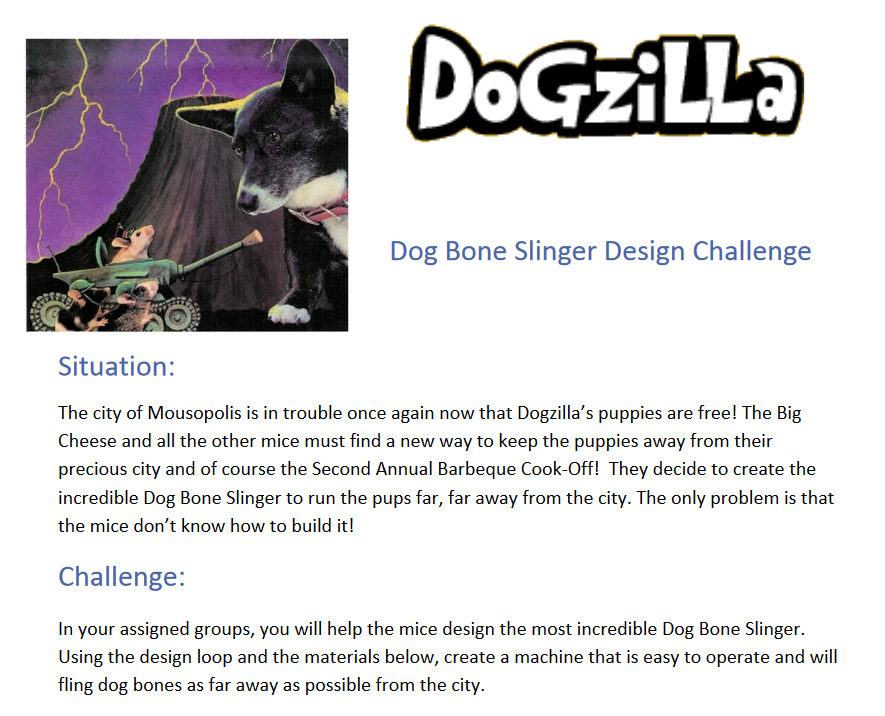 DoGziLLa
Dog Bone Slinger Design Challenge
Situation:
The city of Mousopolis is in trouble once again now that Dogzilla’s puppies are free! The Big
Cheese and all the other mice must find a new way to keep the puppies away from their
precious city and of course the Second Annual Barbeque Cook-Off!  They decide to create the
incredible Dog Bone Slinger to run the pups far, far away from the city. The only problem is that
the mice don’t know how to build it!
Challenge:
In your assigned groups, you will help the mice design the most incredible Dog Bone Slinger.
Using the design loop and the materials below, create a machine that is easy to operate and will
fling dog bones as far away as possible from the city.